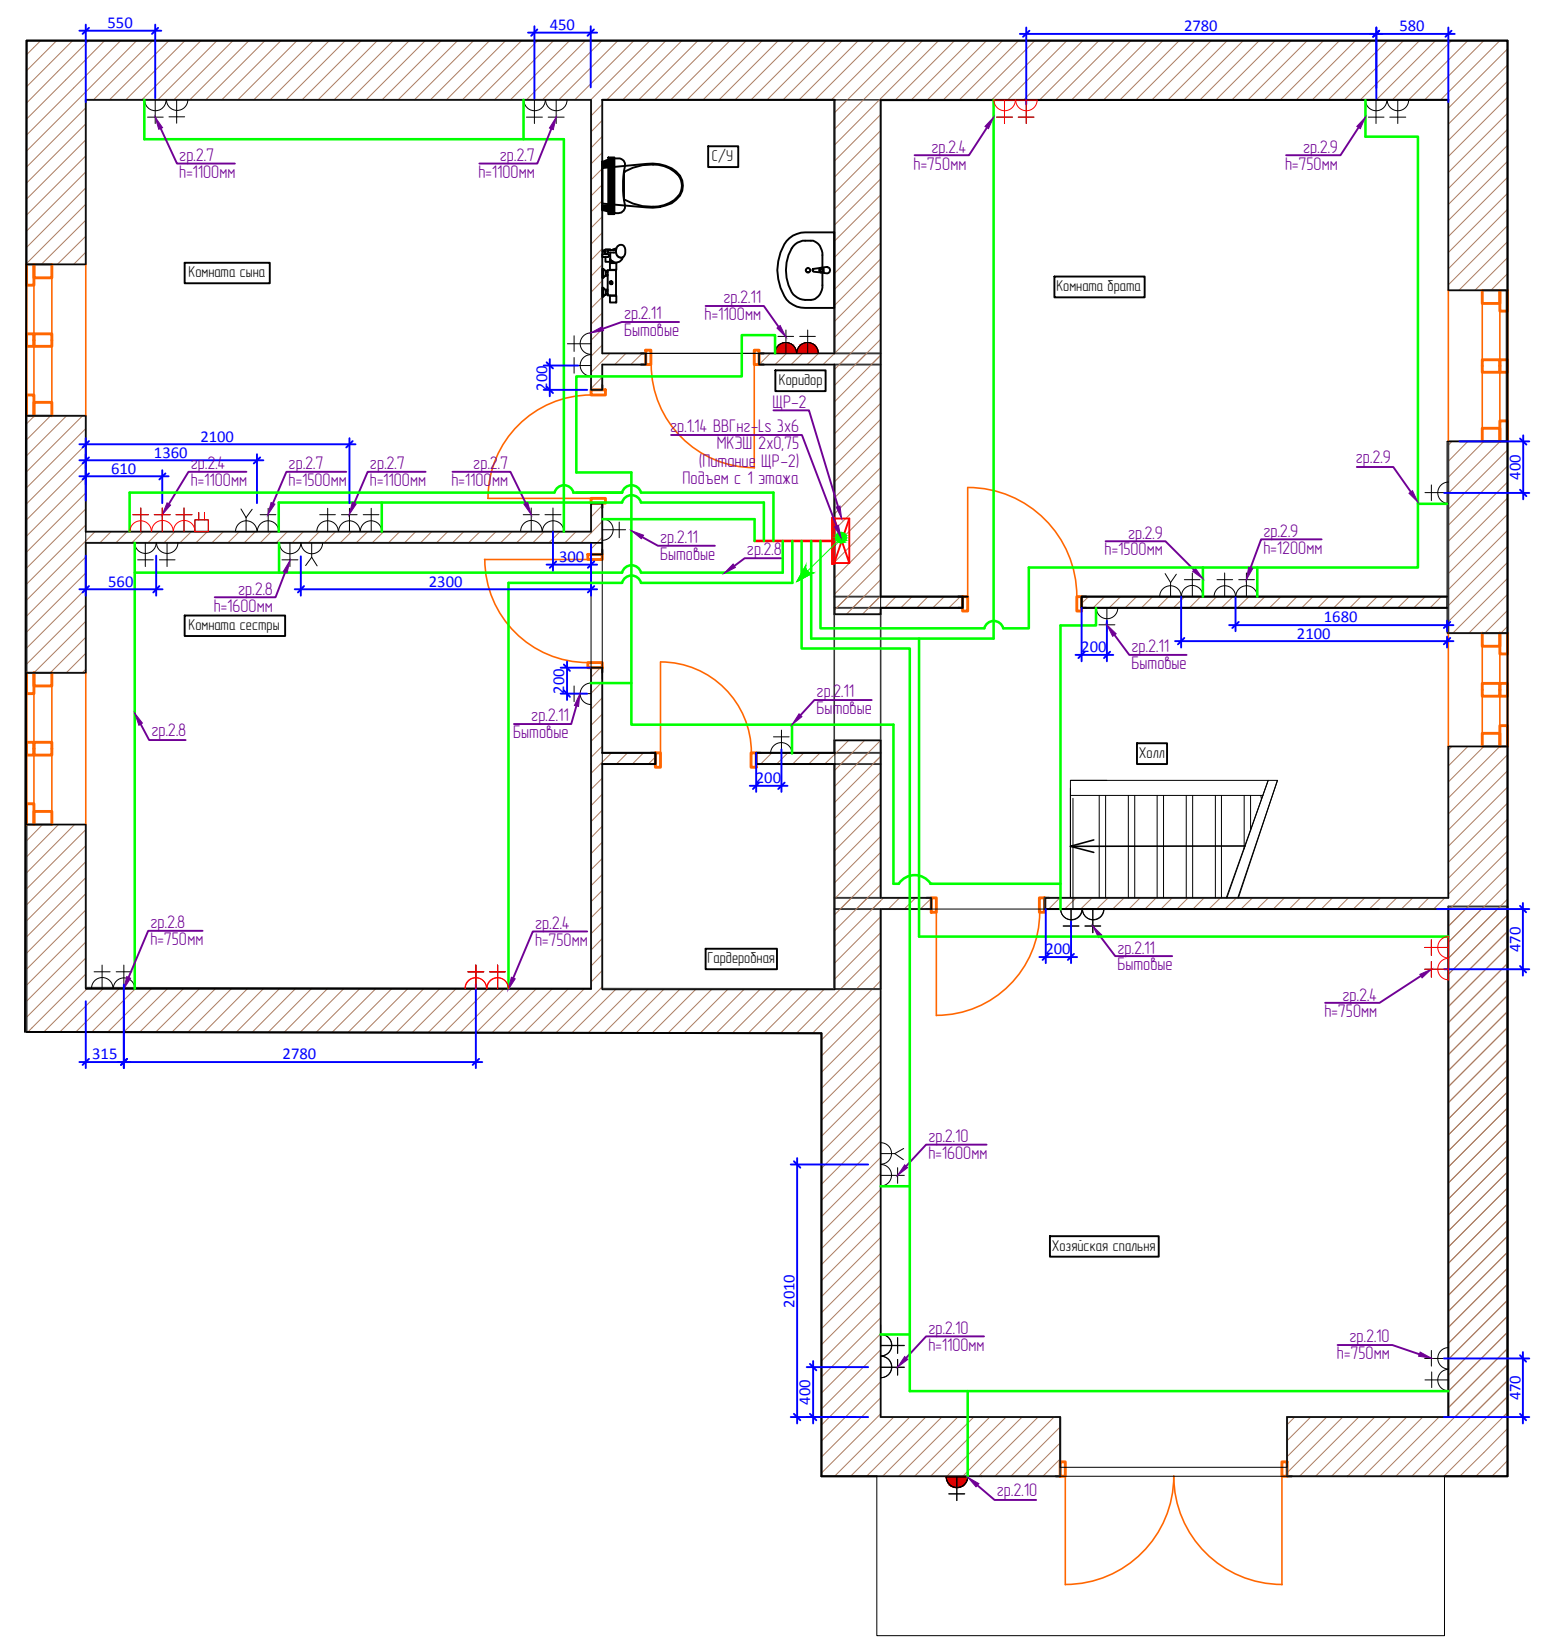 550
450
2780
580
гр.2.7
h=1100мм
гр.2.7
h=1100мм
С/У
гр.2.4
h=750мм
гр.2.9
h=750мм
Комната сына
Комната брата
гр.2.11
Бытовые
гр.2.11
h=1100мм
200
Коридор
ЩР-2
гр.1.14 ВВГнг-Ls 3х6
МКЭШ 2х0,75
(Питание ЩР-2)
Подъем с 1 этажа
2100
1360
610
гр.2.4
h=1100мм
гр.2.7
h=1500мм
гр.2.7
h=1100мм
гр.2.7
h=1100мм
гр.2.9
400
гр.2.11
Бытовые
гр.2.8
300
гр.2.9
h=1500мм
гр.2.9
h=1200мм
560
гр.2.8
h=1600мм
2300
Комната сестры
1680
2100
200
гр.2.11
Бытовые
200
гр.2.11
Бытовые
гр.2.11
Бытовые
гр.2.8
200
Холл
гр.2.8
h=750мм
гр.2.4
h=750мм
Гардеробная
200
гр.2.11
Бытовые
470
гр.2.4
h=750мм
315
2780
гр.2.10
h=1600мм
Хозяйская спальня
2010
гр.2.10
h=1100мм
гр.2.10
h=750мм
400
470
гр.2.10